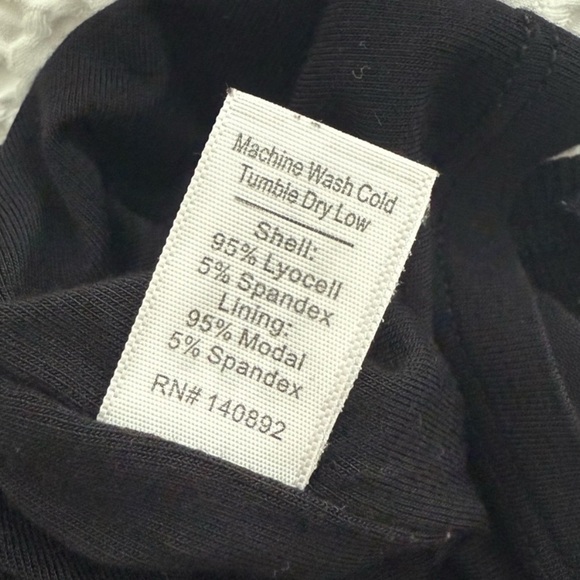 Machine Wash Cold
Tumble Dry Low
Shell:
95% Lyocell
5% Spandex
Lining:
95% Modal
5% Spandex
RN# 140892